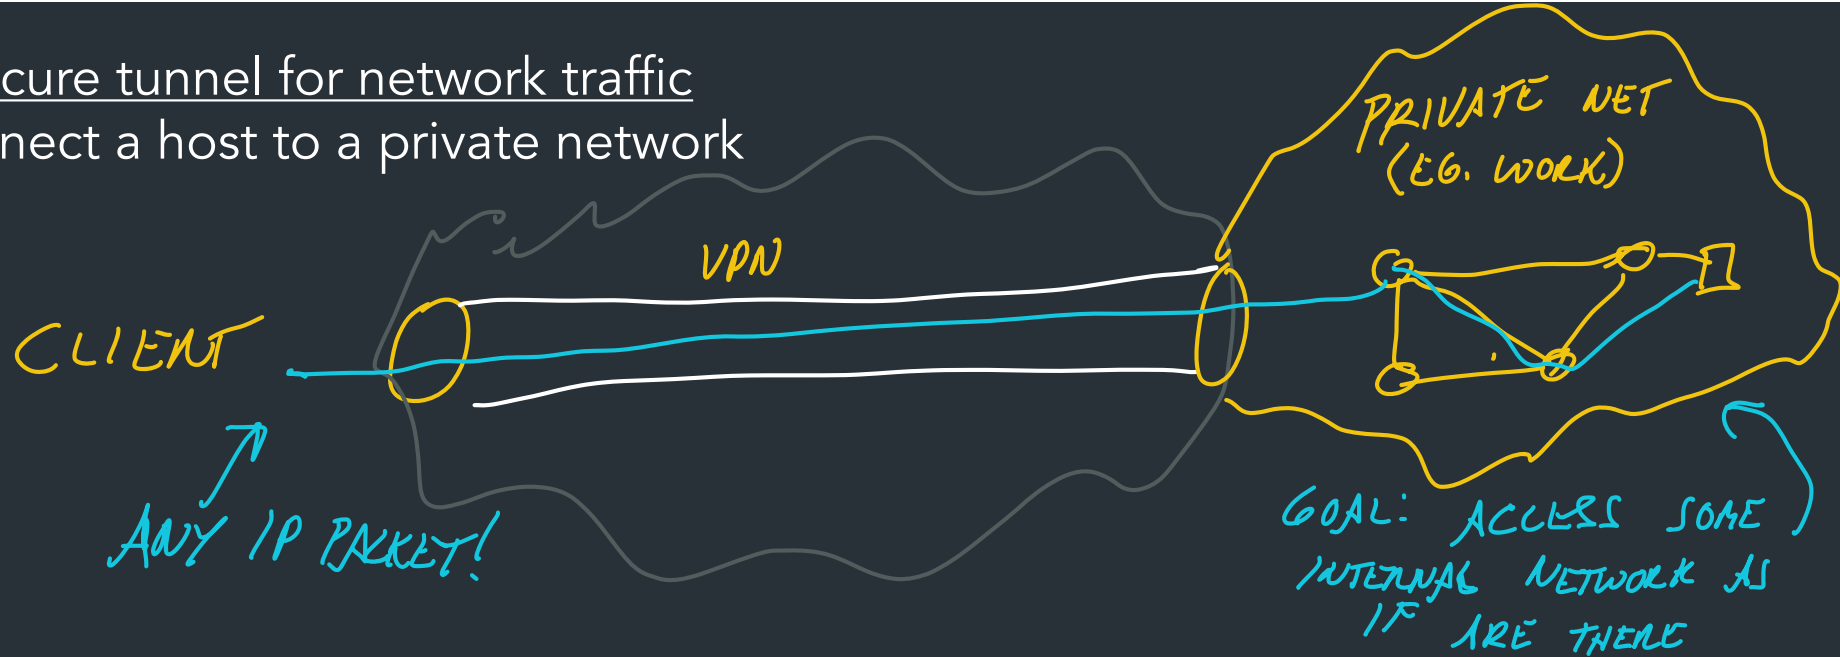 cure tunnel for network traffic
nect a host to a private network
PRIVATE NET
(EG. WORK)
VPN
CLIENT
ANY IP PACKET!
GOAL: ACCESS SOME
INTERNAL NETWORK AS
IF ARE THERE